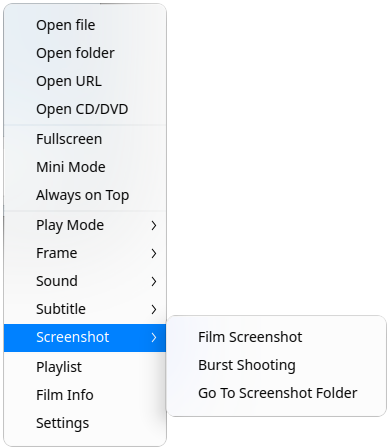 Open file
Open folder
Open URL
Open CD/DVD
Fullscreen
Mini Mode
Always on Top
Play Mode
Frame
Sound
Subtitle
Screenshot
Playlist
Film Info
Settings
Film Screenshot
Burst Shooting
Go To Screenshot Folder